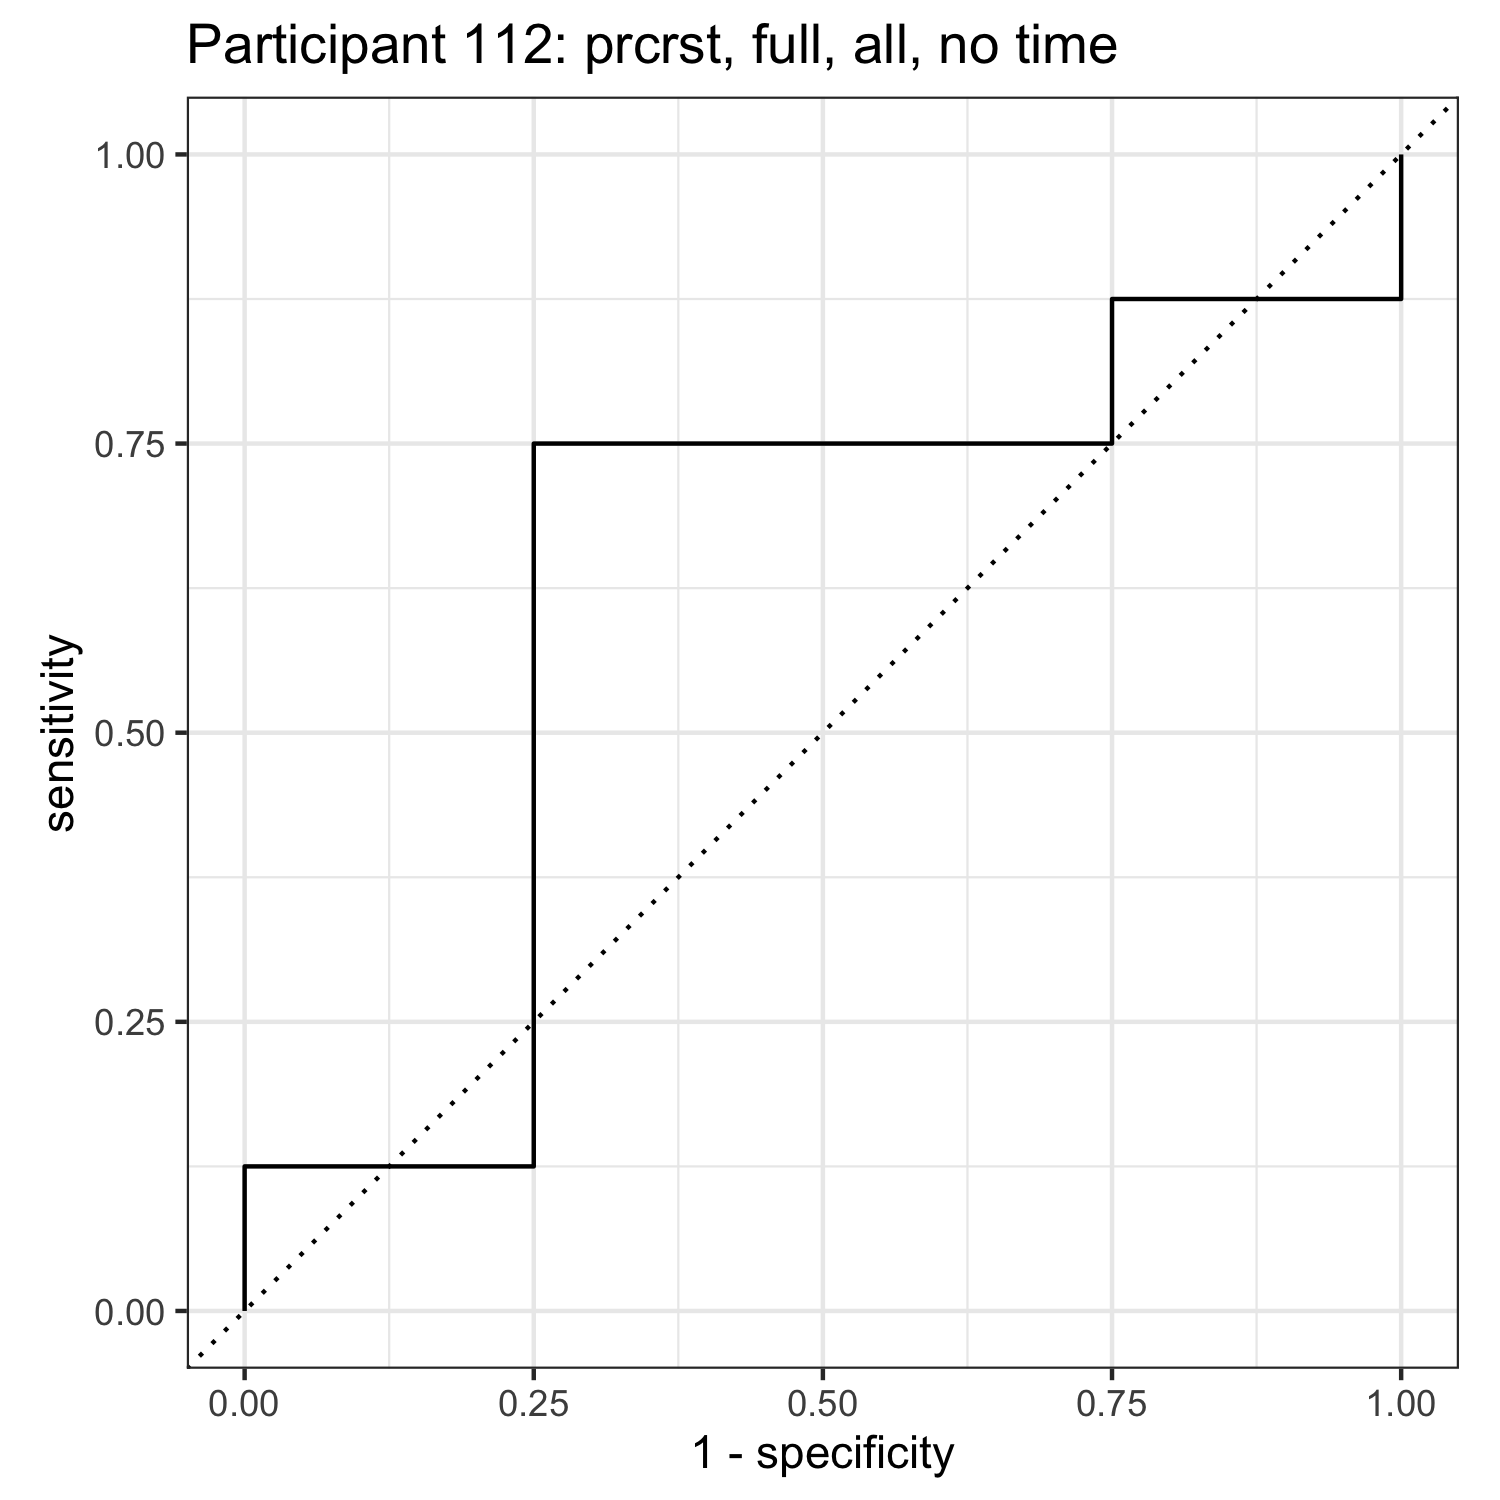 Participant 112: prcrst, full, all, no time
1.00
0.75
0.50
0.25
0.00
sensitivity
0.00 0.25 0.50 0.75 1.00
1 - specificity